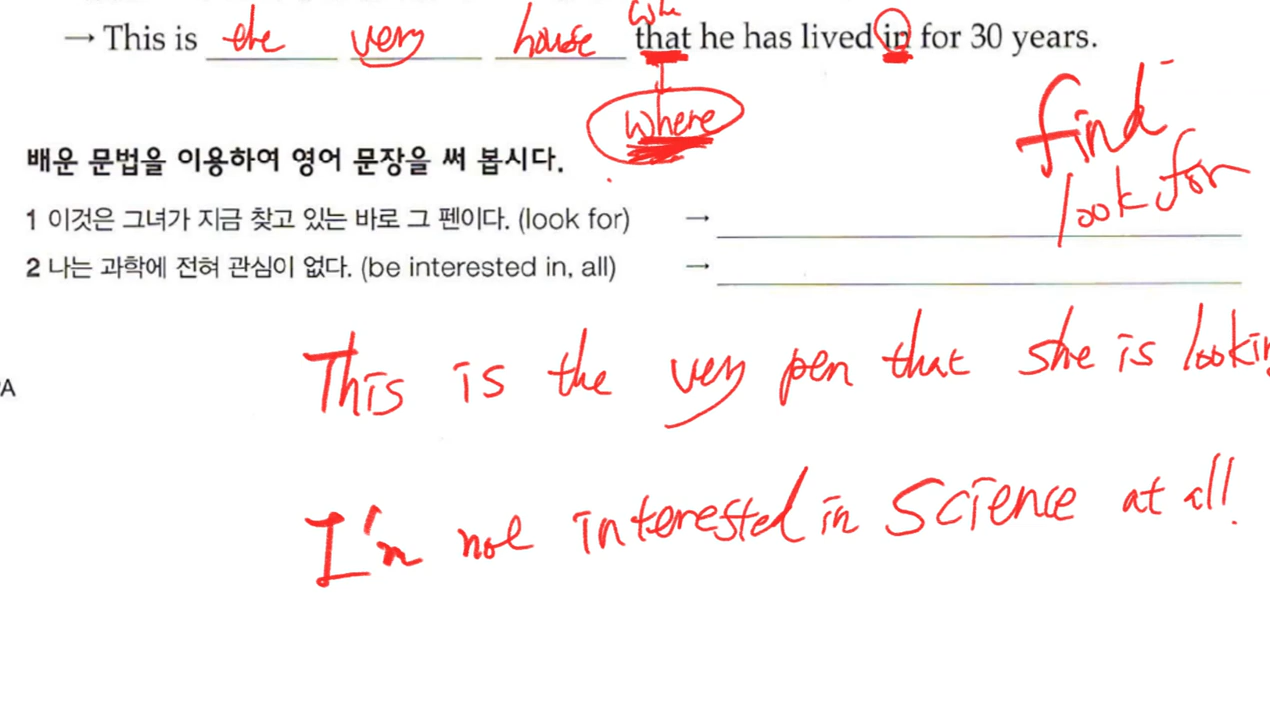 whe
→ This is the very house that he has lived in for 30 years.
where
find
look for
배운 문법을 이용하여 영어 문장을 써 봅시다.
1 이것은 그녀가 지금 찾고 있는 바로 그 펜이다. (look for) →
2 나는 과학에 전혀 관심이 없다. (be interested in, all) →
This is the very pen that she is lookin
PA
I'm not interested in Science at all.